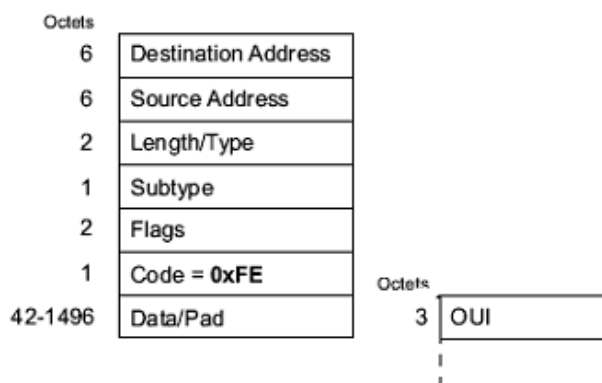 Octets
6 Destination Address
6 Source Address
2 Length/Type
1 Subtype
2 Flags
1 Code = 0xFE
Octets
42-1496 Data/Pad 3 OUI